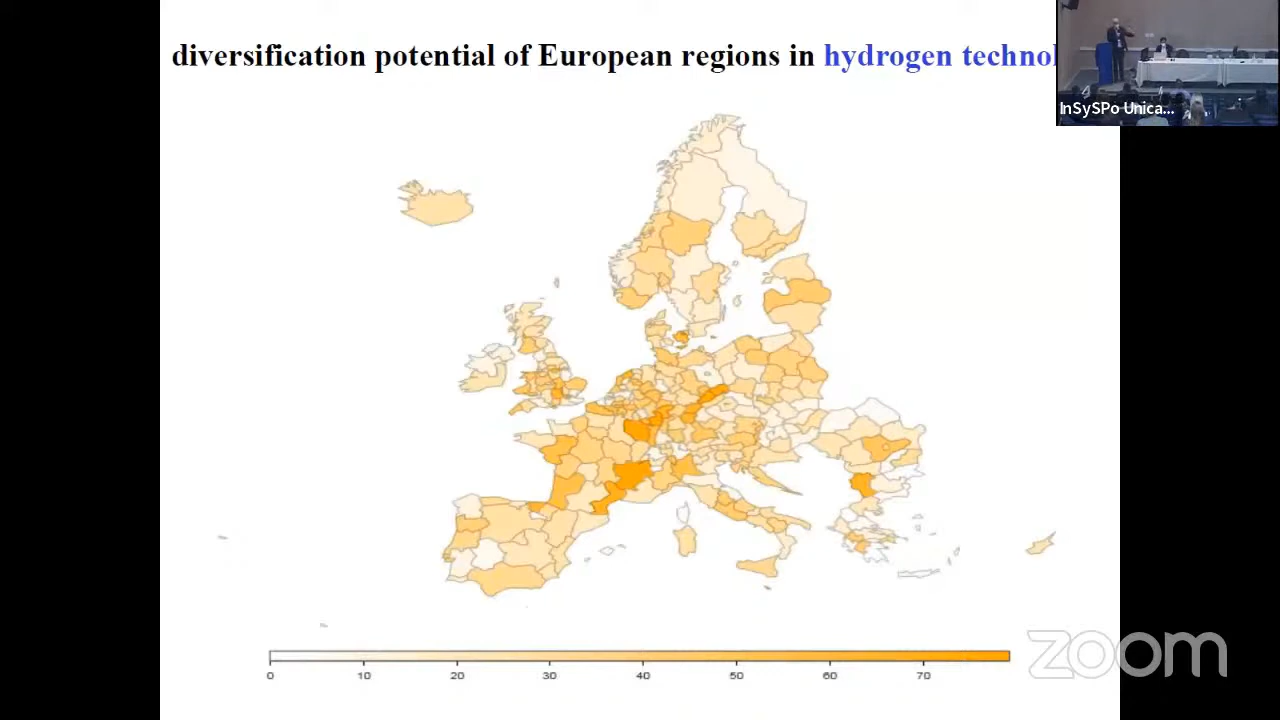 diversification potential of European regions in hydrogen technol
InSySPo Unica...
0 10 20 30 40 50 60 70
zoom